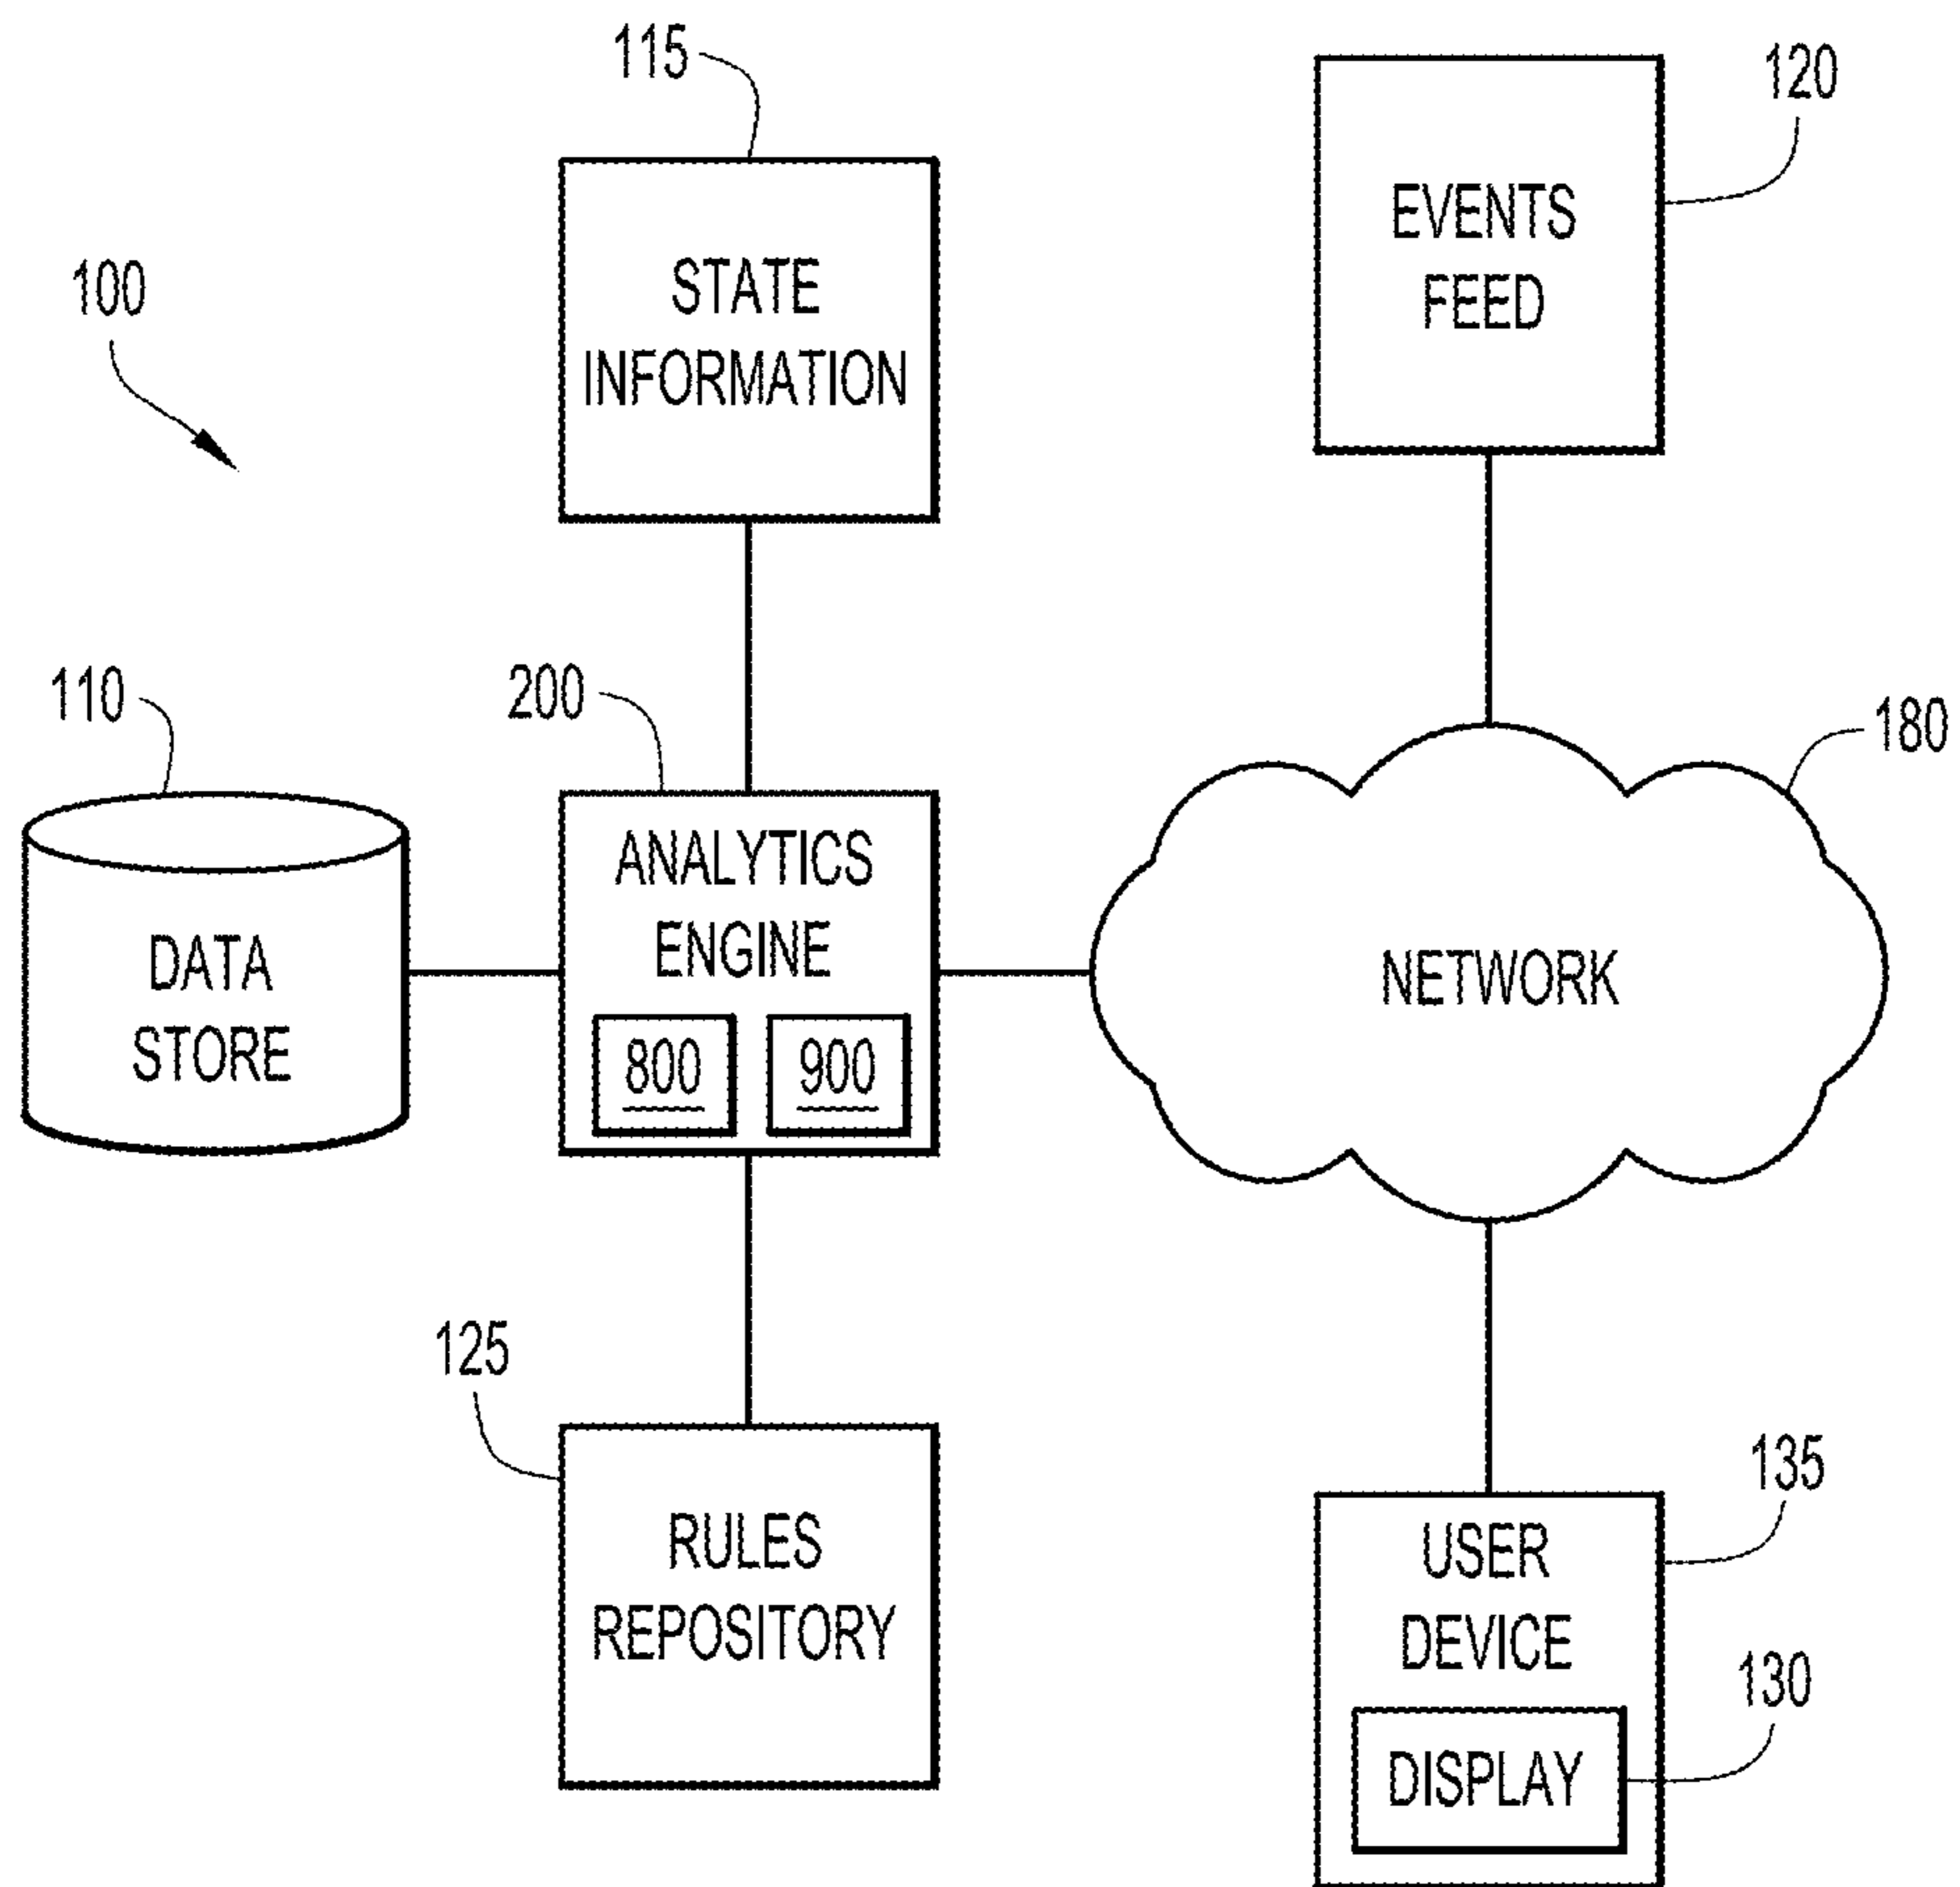 115
120
100
STATE
INFORMATION
EVENTS
FEED
110
200
180
DATA
STORE
ANALYTICS
ENGINE
800
900
NETWORK
125
RULES
REPOSITORY
135
USER
DEVICE
130
DISPLAY